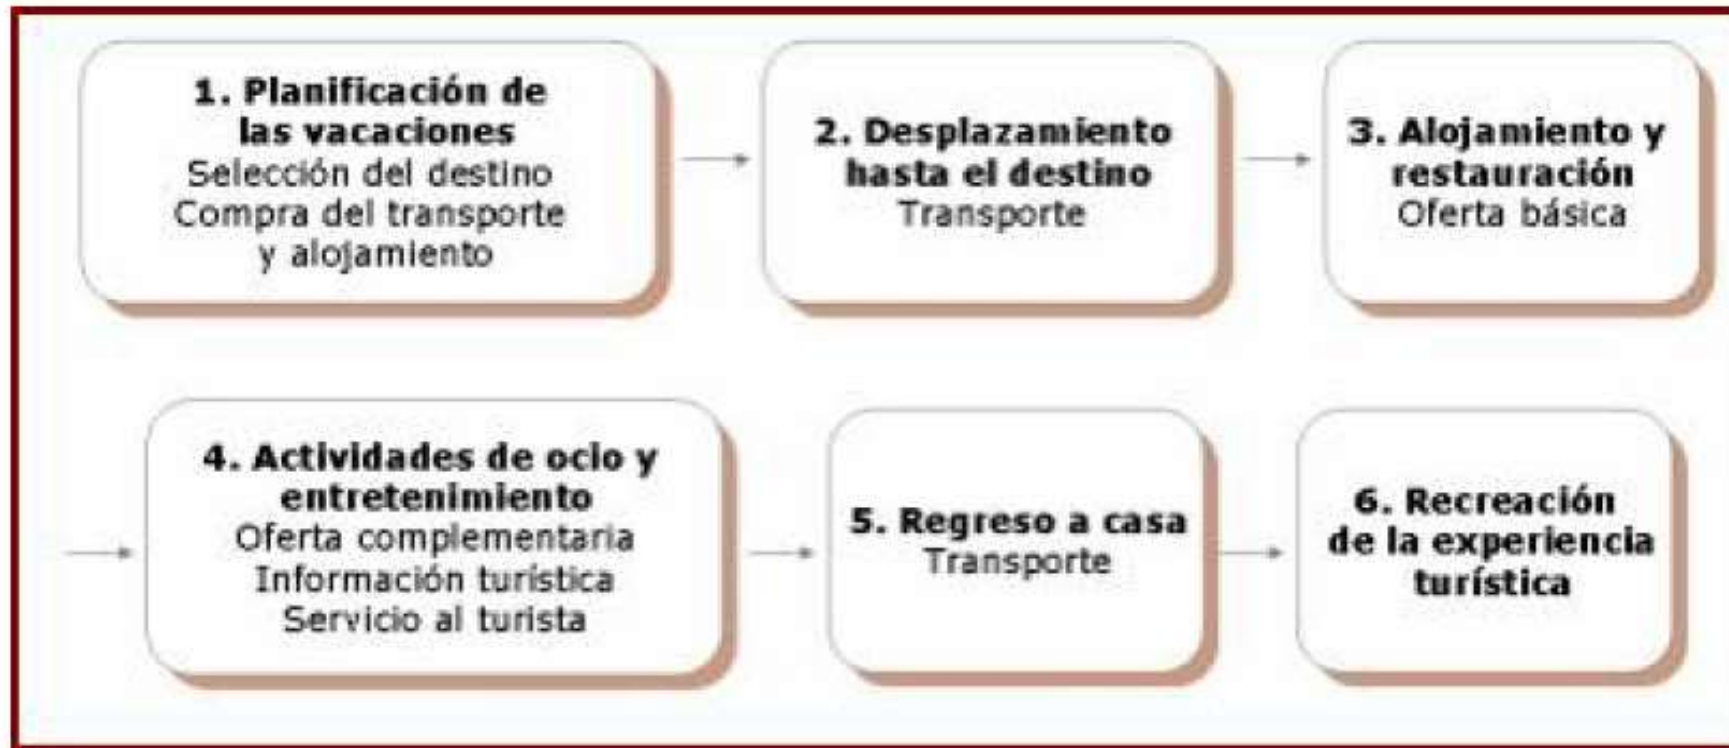 1. Planificación de
las vacaciones
Selección del destino
Compra del transporte
y alojamiento
2. Desplazamiento
hasta el destino
Transporte
3. Alojamiento y
restauración
Oferta básica
4. Actividades de ocio y
entretenimiento
Oferta complementaria
Información turística
Servicio al turista
5. Regreso a casa
Transporte
6. Recreación
de la experiencia
turística